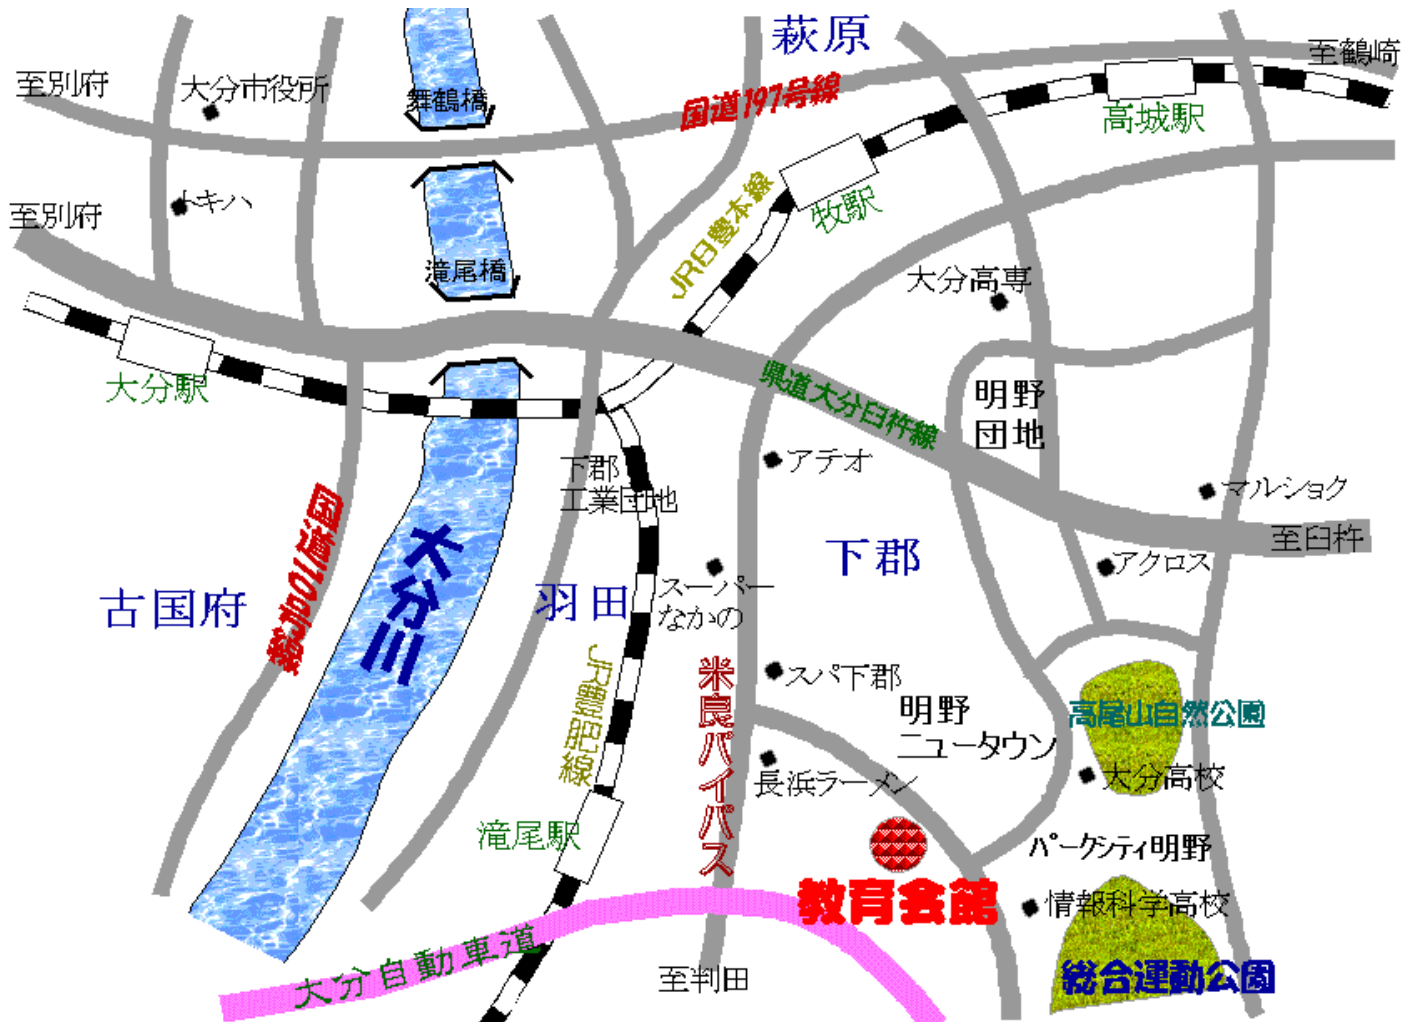 萩原
至鶴崎
至別府
大分市役所
舞鶴橋
国道197号線
高城駅
トキハ
至別府
牧駅
JR日豊本線
滝尾橋
大分高専
大分駅
県道大分臼杵線
明野
団地
アテオ
下郡
工業団地
マルショク
国道10号線
大分川
至臼杵
下郡
アクロス
古国府
羽田
スーパー
なかの
米良バイパス
スパ下郡
JR豊肥線
明野
ニュータウン
高尾山自然公園
長浜ラーメン
大分高校
滝尾駅
パークシティ明野
教育会館
情報科学高校
大分自動車道
至判田
総合運動公園